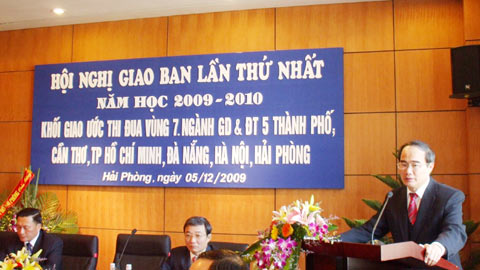 HỘI NGHỊ GIAO BAN LẦN THỨ NHẤT
NĂM HỌC 2009-2010
KHỐI GIAO ƯỚC THI ĐUA VÙNG 7. NGÀNH GD & ĐT 5 THÀNH PHỐ,
CẦN THƠ, TP HỒ CHÍ MINH, ĐÀ NẴNG, HÀ NỘI, HẢI PHÒNG
Hải Phòng, ngày 05/12/2009